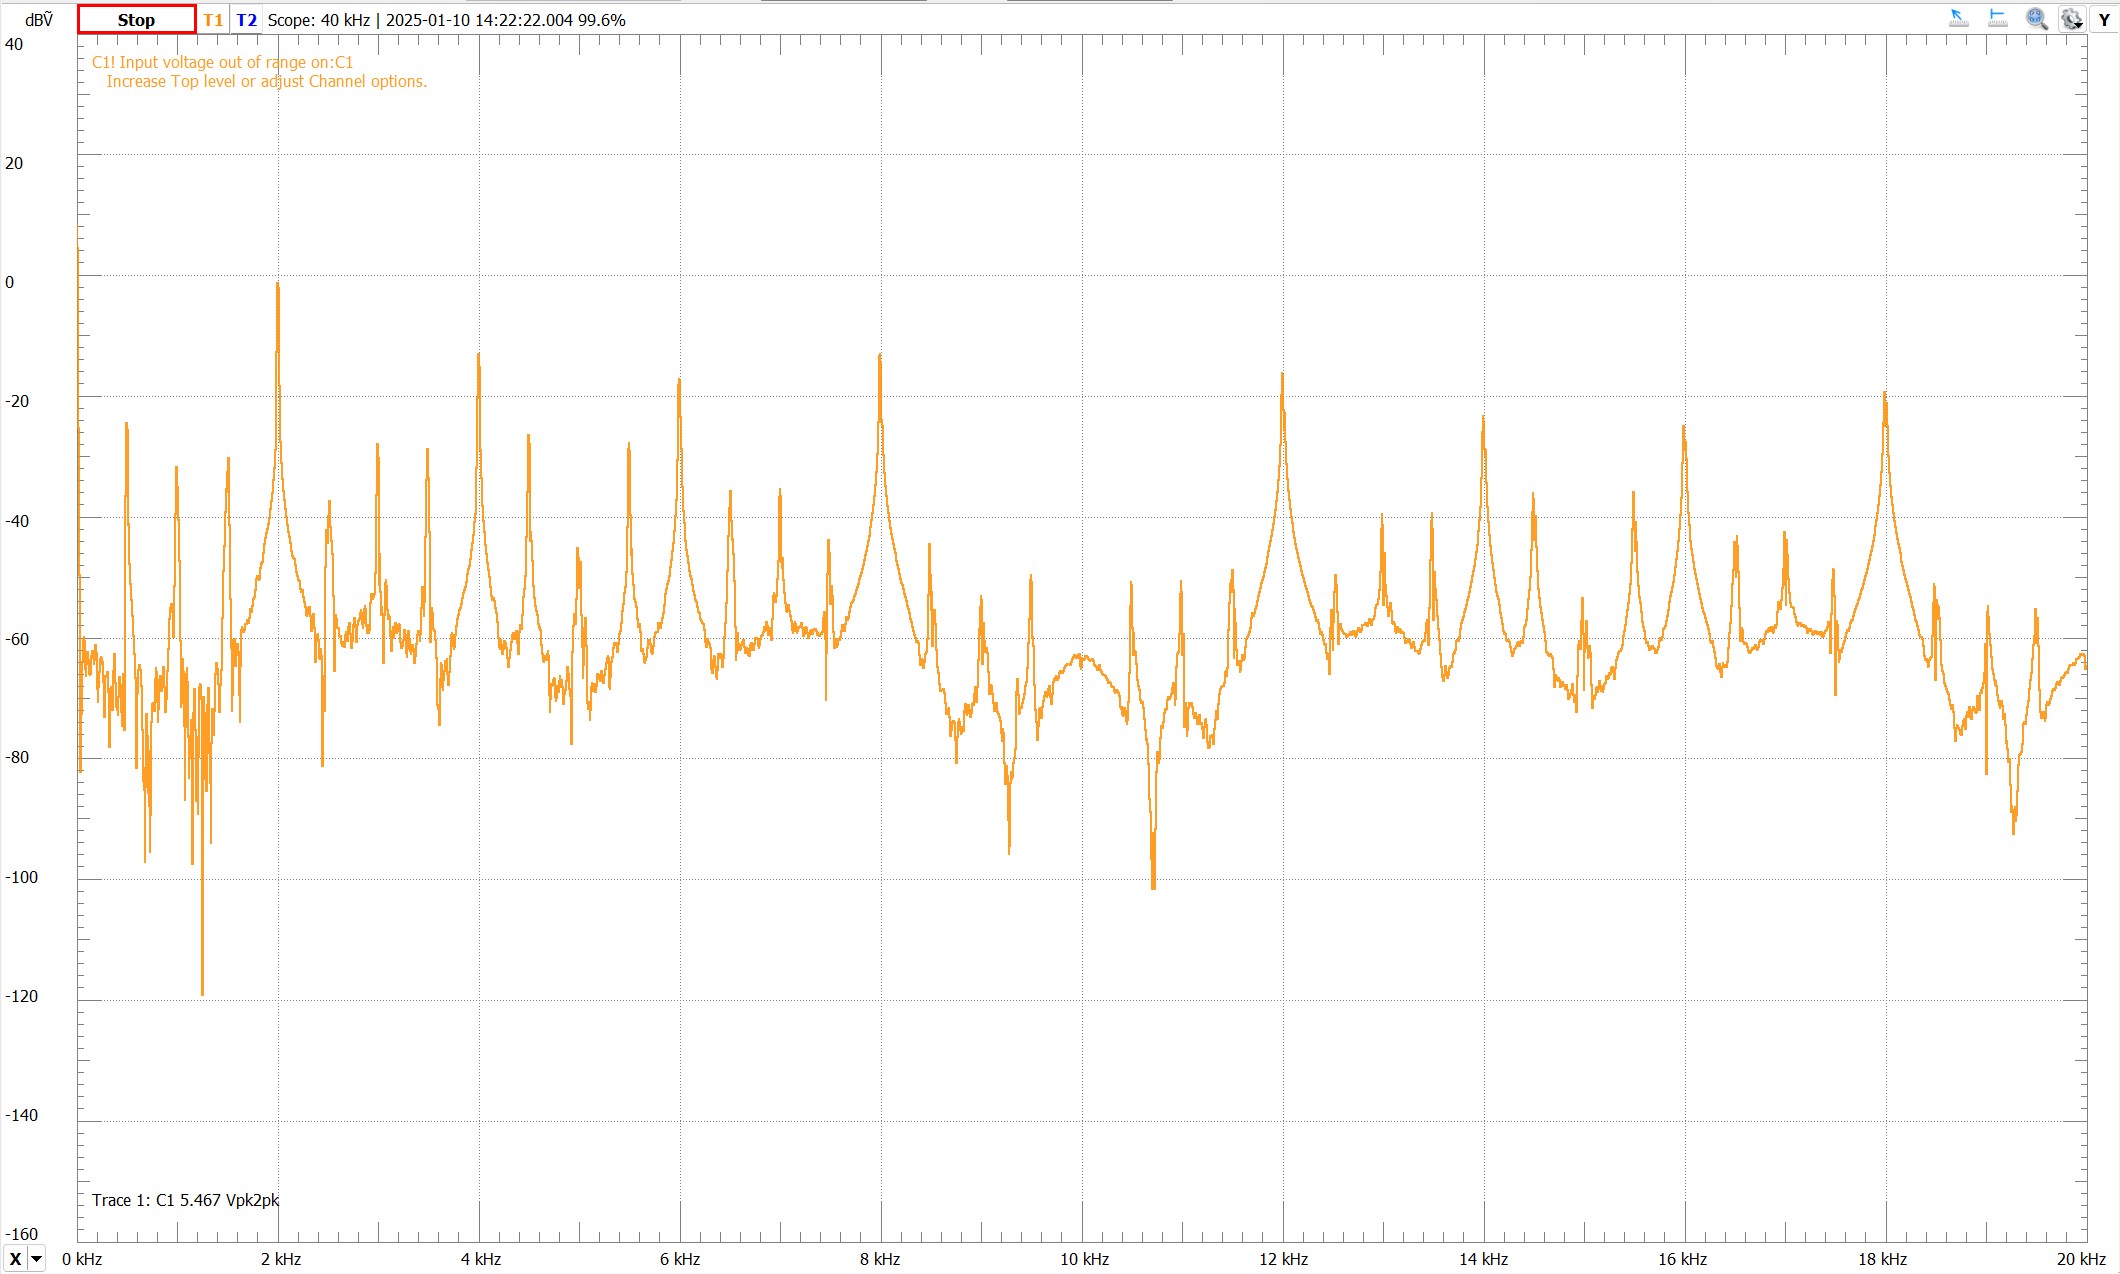 dBṼ Stop T1 T2 Scope: 40 kHz | 2025-01-10 14:22:22.004 99.6% Y
C1! Input voltage out of range on:C1
Increase Top level or adjust Channel options.
40
20
0
-20
-40
-60
-80
-100
-120
-140
-160
Trace 1: C1 5.467 Vpk2pk
X 0 kHz 2 kHz 4 kHz 6 kHz 8 kHz 10 kHz 12 kHz 14 kHz 16 kHz 18 kHz 20 kHz